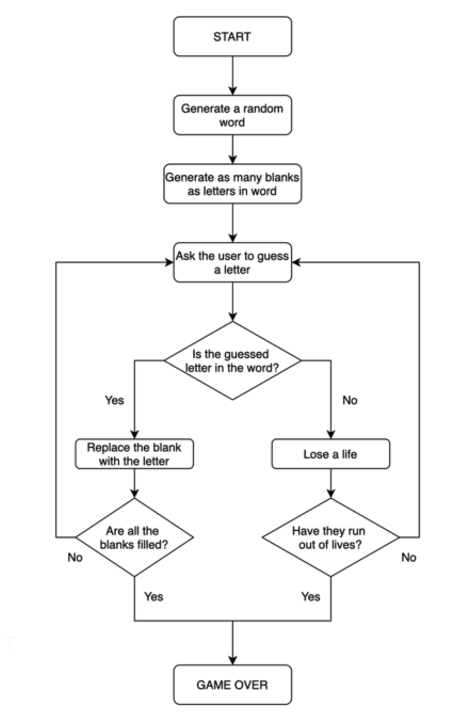 START
Generate a random
word
Generate as many blanks
as letters in word
Ask the user to guess
a letter
Is the guessed
letter in the word?
Yes
No
Replace the blank
with the letter
Lose a life
Are all the
blanks filled?
Have they run
out of lives?
No
No
Yes
Yes
GAME OVER